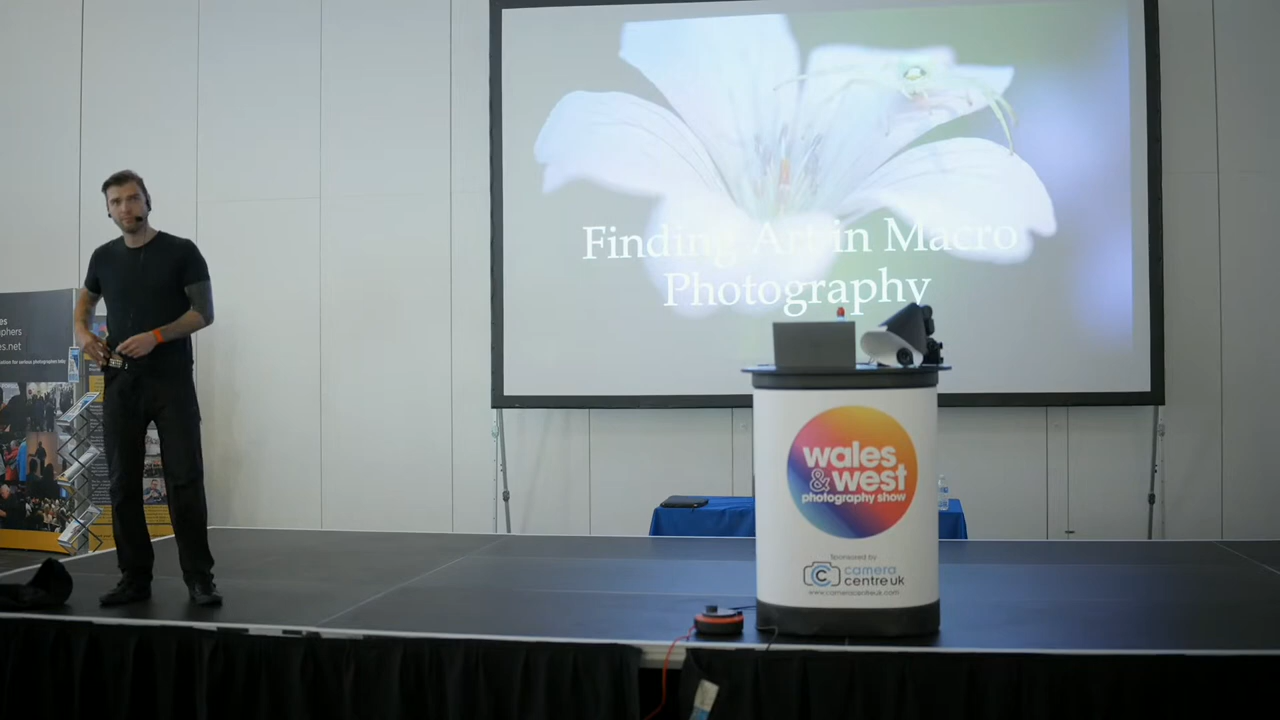 Finding Art in Macro
Photography
wales
& west
photography show
Sponsored by
camera
centre uk
www.cameracentreuk.com